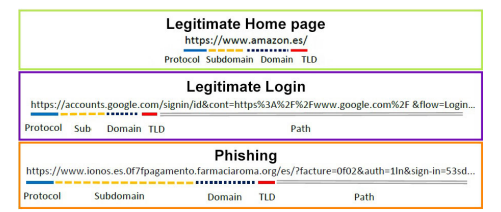 Legitimate Home page
https://www.amazon.es/
Protocol Subdomain Domain TLD
Legitimate Login
https://accounts.google.com/signin/id&cont=https%3A%2F%2Fwww.google.com%2F &flow=Login...
Protocol Sub Domain TLD Path
Phishing
https://www.ionos.es.0f7fpagamento.farmaciaroma.org/es/?facture=0f02&auth=1ln&sign-in=53sd...
Protocol Subdomain Domain TLD Path